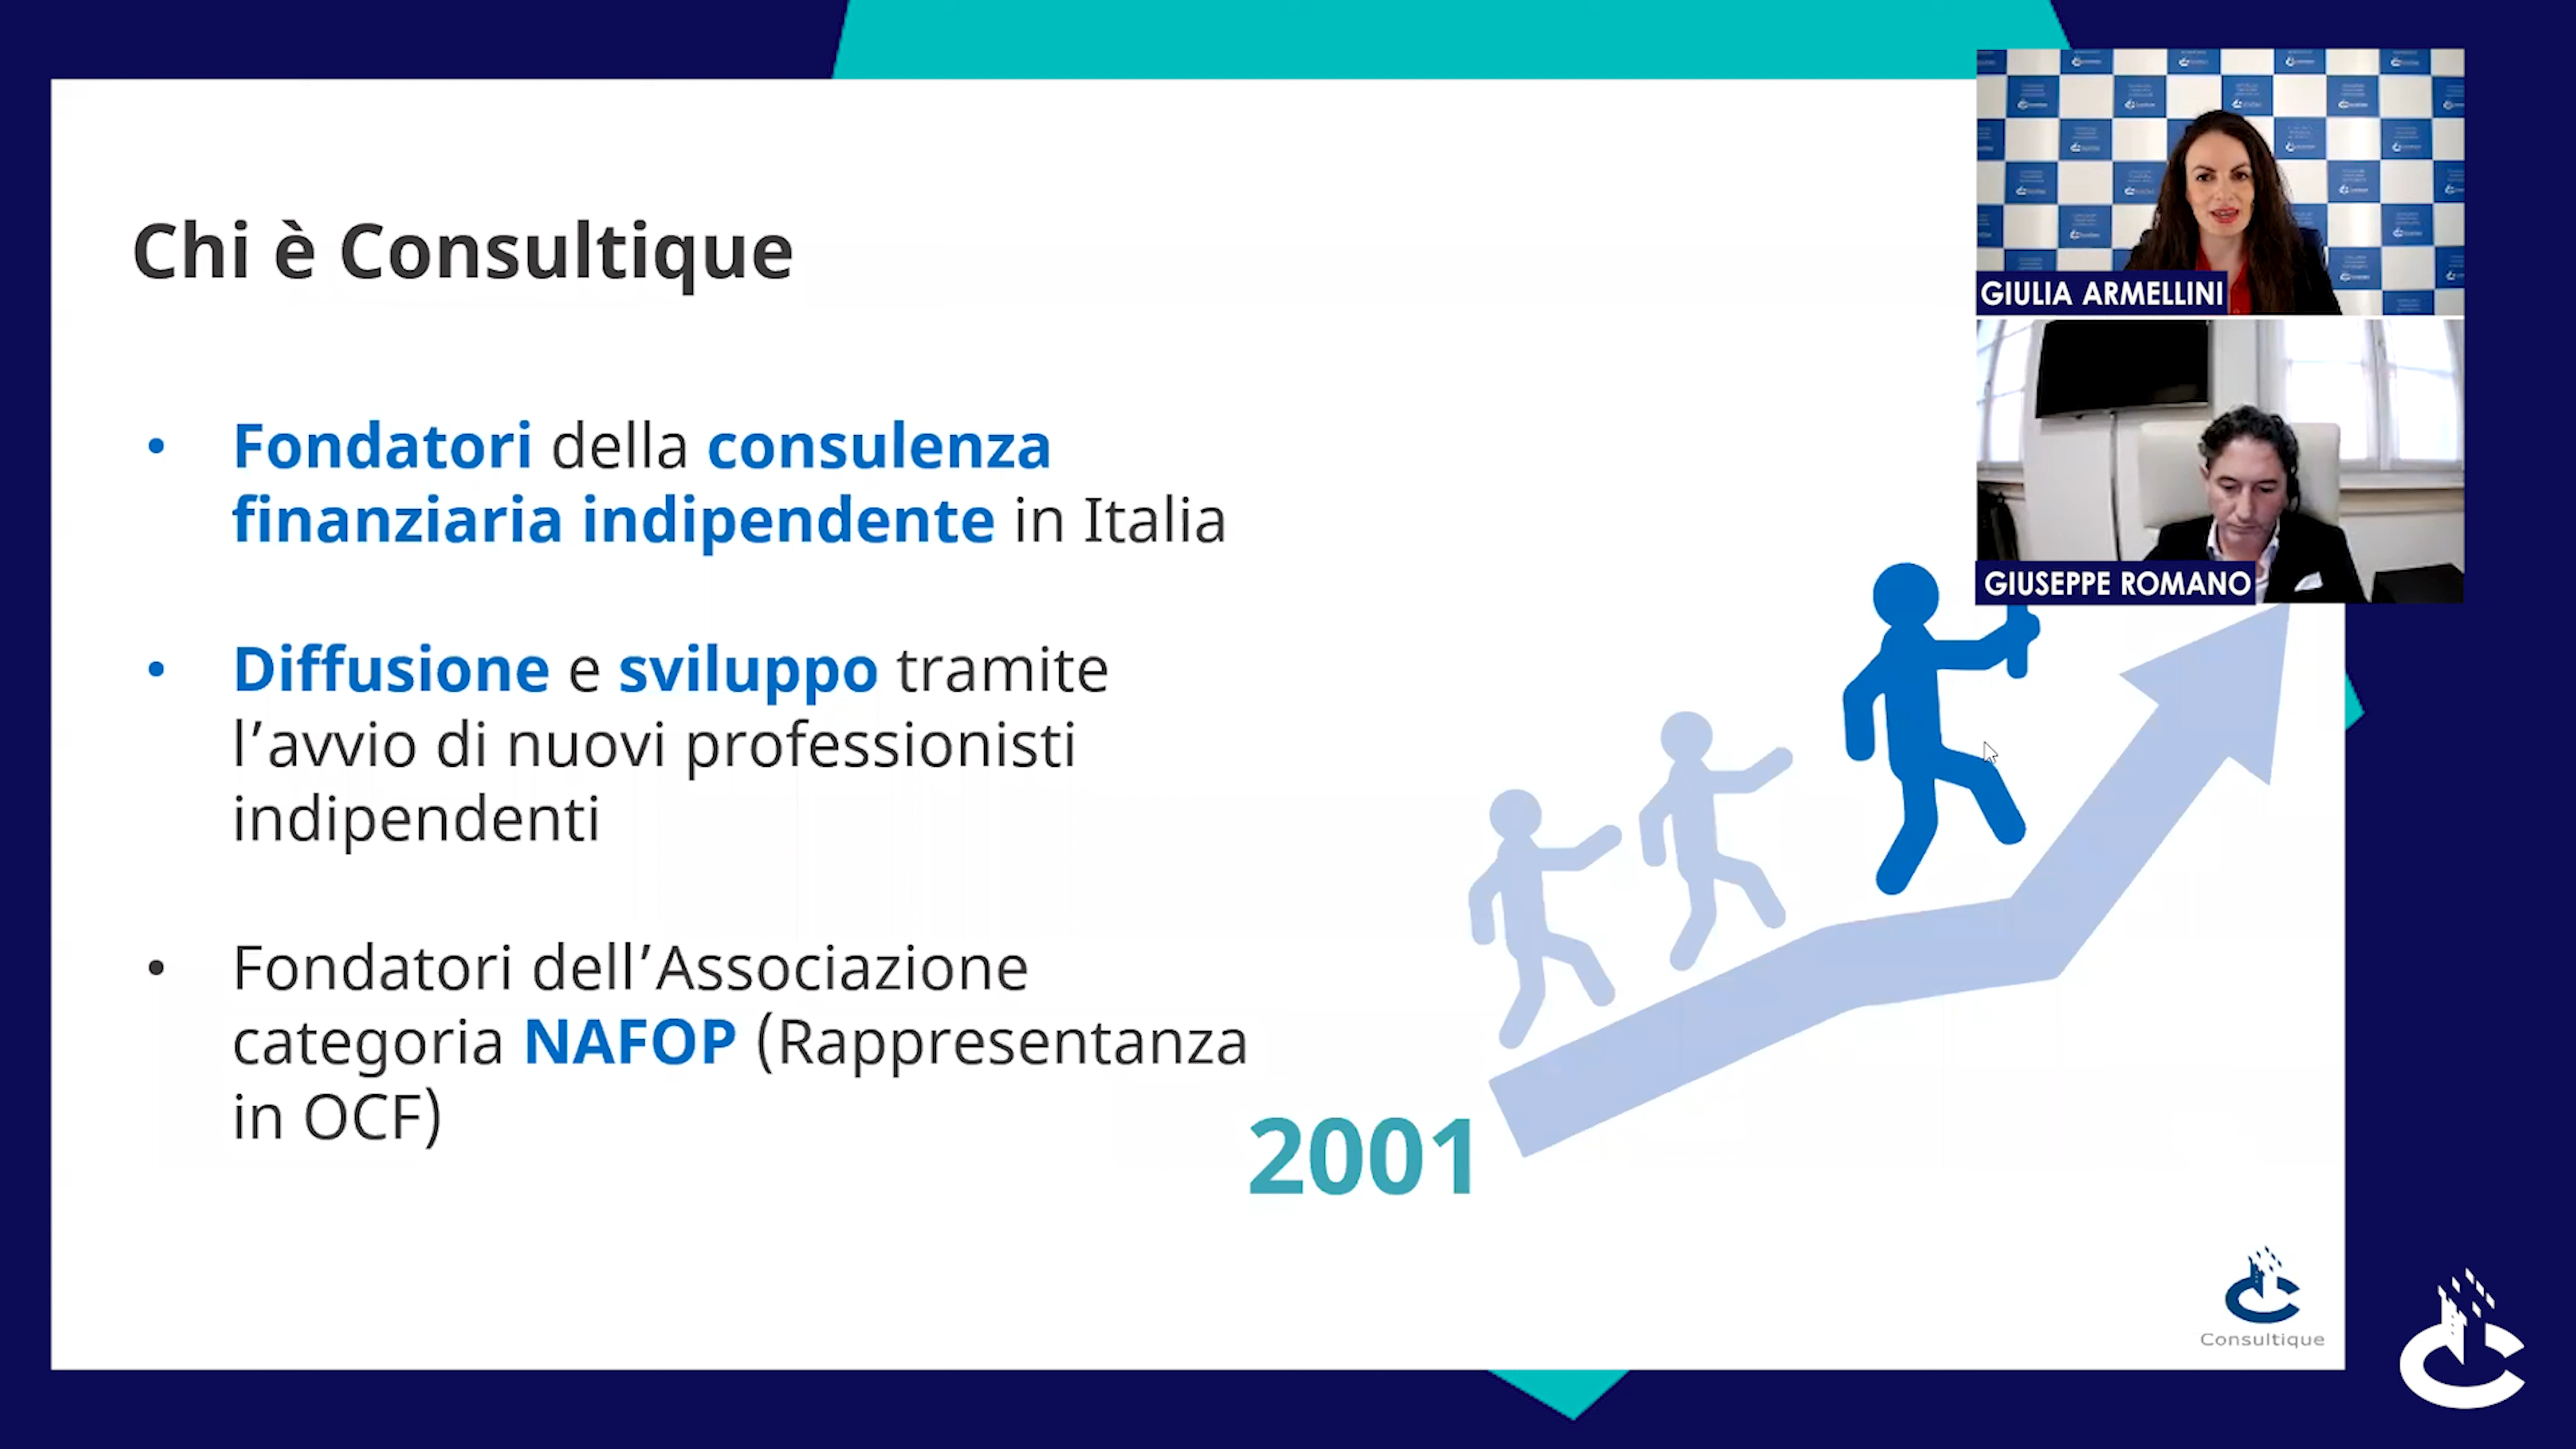 Chi è Consultique
• Fondatori della consulenza
finanziaria indipendente in Italia
• Diffusione e sviluppo tramite
l’avvio di nuovi professionisti
indipendenti
• Fondatori dell’Associazione
categoria NAFOP (Rappresentanza
in OCF)
2001
GIULIA ARMELLINI
GIUSEPPE ROMANO
Consultique